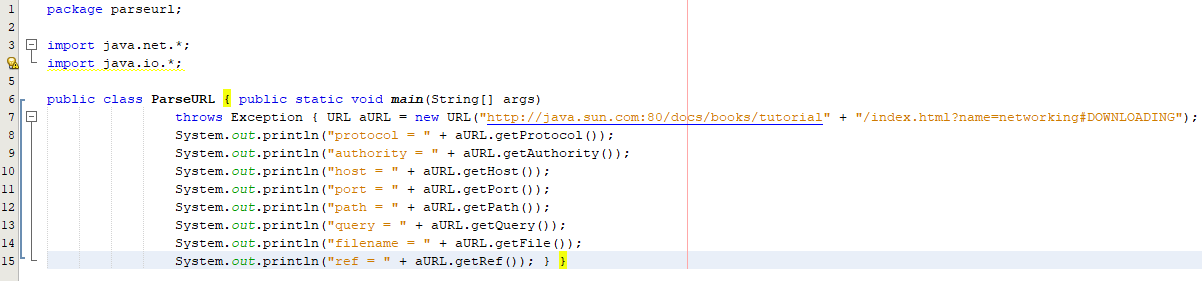 1 package parseurl;
2
3 import java.net.*;
import java.io.*;
5
6 public class ParseURL { public static void main(String[] args)
7 throws Exception { URL aURL = new URL("http://java.sun.com:80/docs/books/tutorial" + "/index.html?name=networking#DOWNLOADING");
8 System.out.println("protocol = " + aURL.getProtocol());
9 System.out.println("authority = " + aURL.getAuthority());
10 System.out.println("host = " + aURL.getHost());
11 System.out.println("port = " + aURL.getPort());
12 System.out.println("path = " + aURL.getPath());
13 System.out.println("query = " + aURL.getQuery());
14 System.out.println("filename = " + aURL.getFile());
15 System.out.println("ref = " + aURL.getRef()); } }